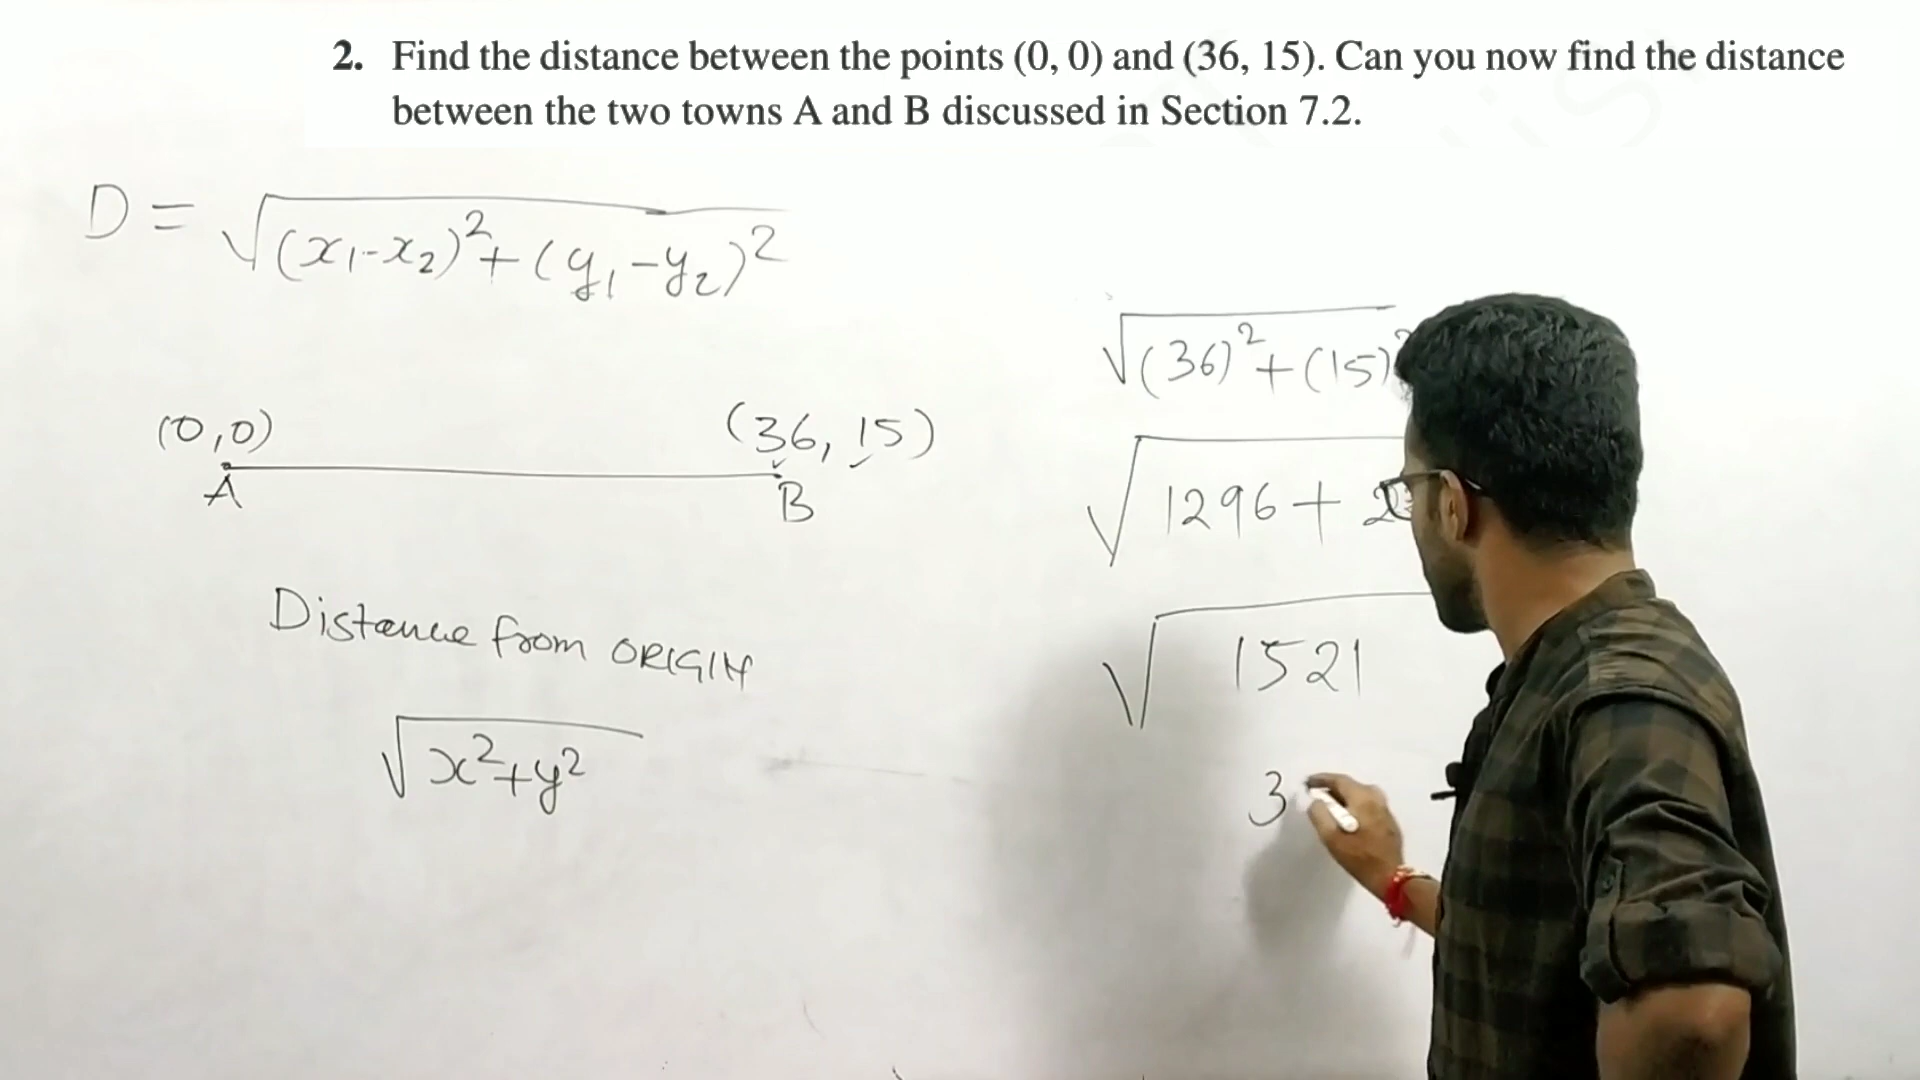 2. Find the distance between the points (0, 0) and (36, 15). Can you now find the distance
between the two towns A and B discussed in Section 7.2.
D = √(x₁-x₂)²+(y₁-y₂)²
(0,0) (36, 15)
A B
Distance from ORIGIN
√x²+y²
√(36)²+(15)
√1296+2
√1521
3